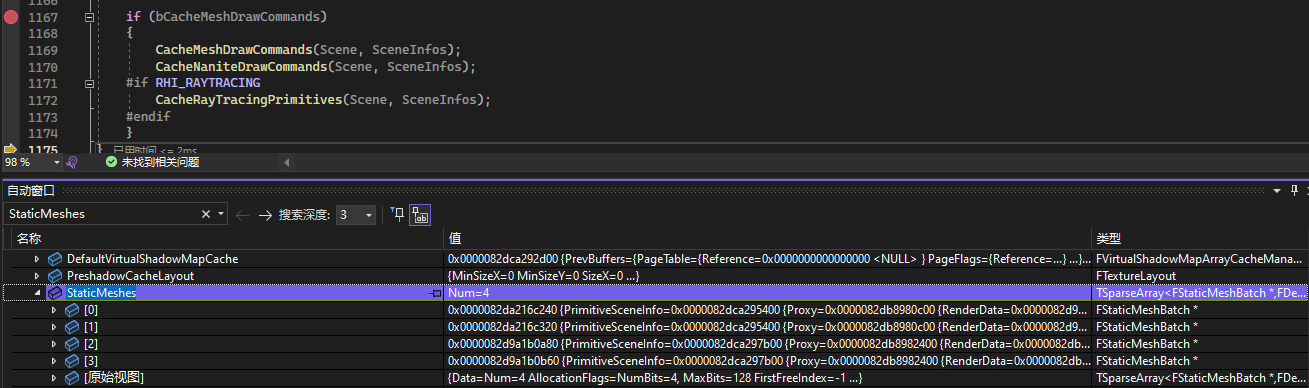 1166
1167 if (bCacheMeshDrawCommands)
1168 {
1169 CacheMeshDrawCommands(Scene, SceneInfos);
1170 CacheNaniteDrawCommands(Scene, SceneInfos);
1171 #if RHI_RAYTRACING
1172 CacheRayTracingPrimitives(Scene, SceneInfos);
1173 #endif
1174 }
1175 } 已用时间 <= 2ms
98 % 未找到相关问题
自动窗口
StaticMeshes 搜索深度: 3
名称 值 类型
DefaultVirtualShadowMapCache 0x0000082dca292d00 {PrevBuffers={PageTable={Reference=0x0000000000000000 <NULL> } PageFlags={Reference=...} ...}... FVirtualShadowMapArrayCacheMana...
PreshadowCacheLayout {MinSizeX=0 MinSizeY=0 SizeX=0 ...} FTextureLayout
StaticMeshes Num=4 TSparseArray<FStaticMeshBatch *,FDe...
[0] 0x0000082da216c240 {PrimitiveSceneInfo=0x0000082dca295400 {Proxy=0x0000082db8980c00 {RenderData=0x0000082d9... FStaticMeshBatch *
[1] 0x0000082da216c320 {PrimitiveSceneInfo=0x0000082dca295400 {Proxy=0x0000082db8980c00 {RenderData=0x0000082d9... FStaticMeshBatch *
[2] 0x0000082d9a1b0a80 {PrimitiveSceneInfo=0x0000082dca297b00 {Proxy=0x0000082db8982400 {RenderData=0x0000082db... FStaticMeshBatch *
[3] 0x0000082d9a1b0b60 {PrimitiveSceneInfo=0x0000082dca297b00 {Proxy=0x0000082db8982400 {RenderData=0x0000082db... FStaticMeshBatch *
[原始视图] {Data=Num=4 AllocationFlags=NumBits=4, MaxBits=128 FirstFreeIndex=-1 ...} TSparseArray<FStaticMeshBatch *,FDe...